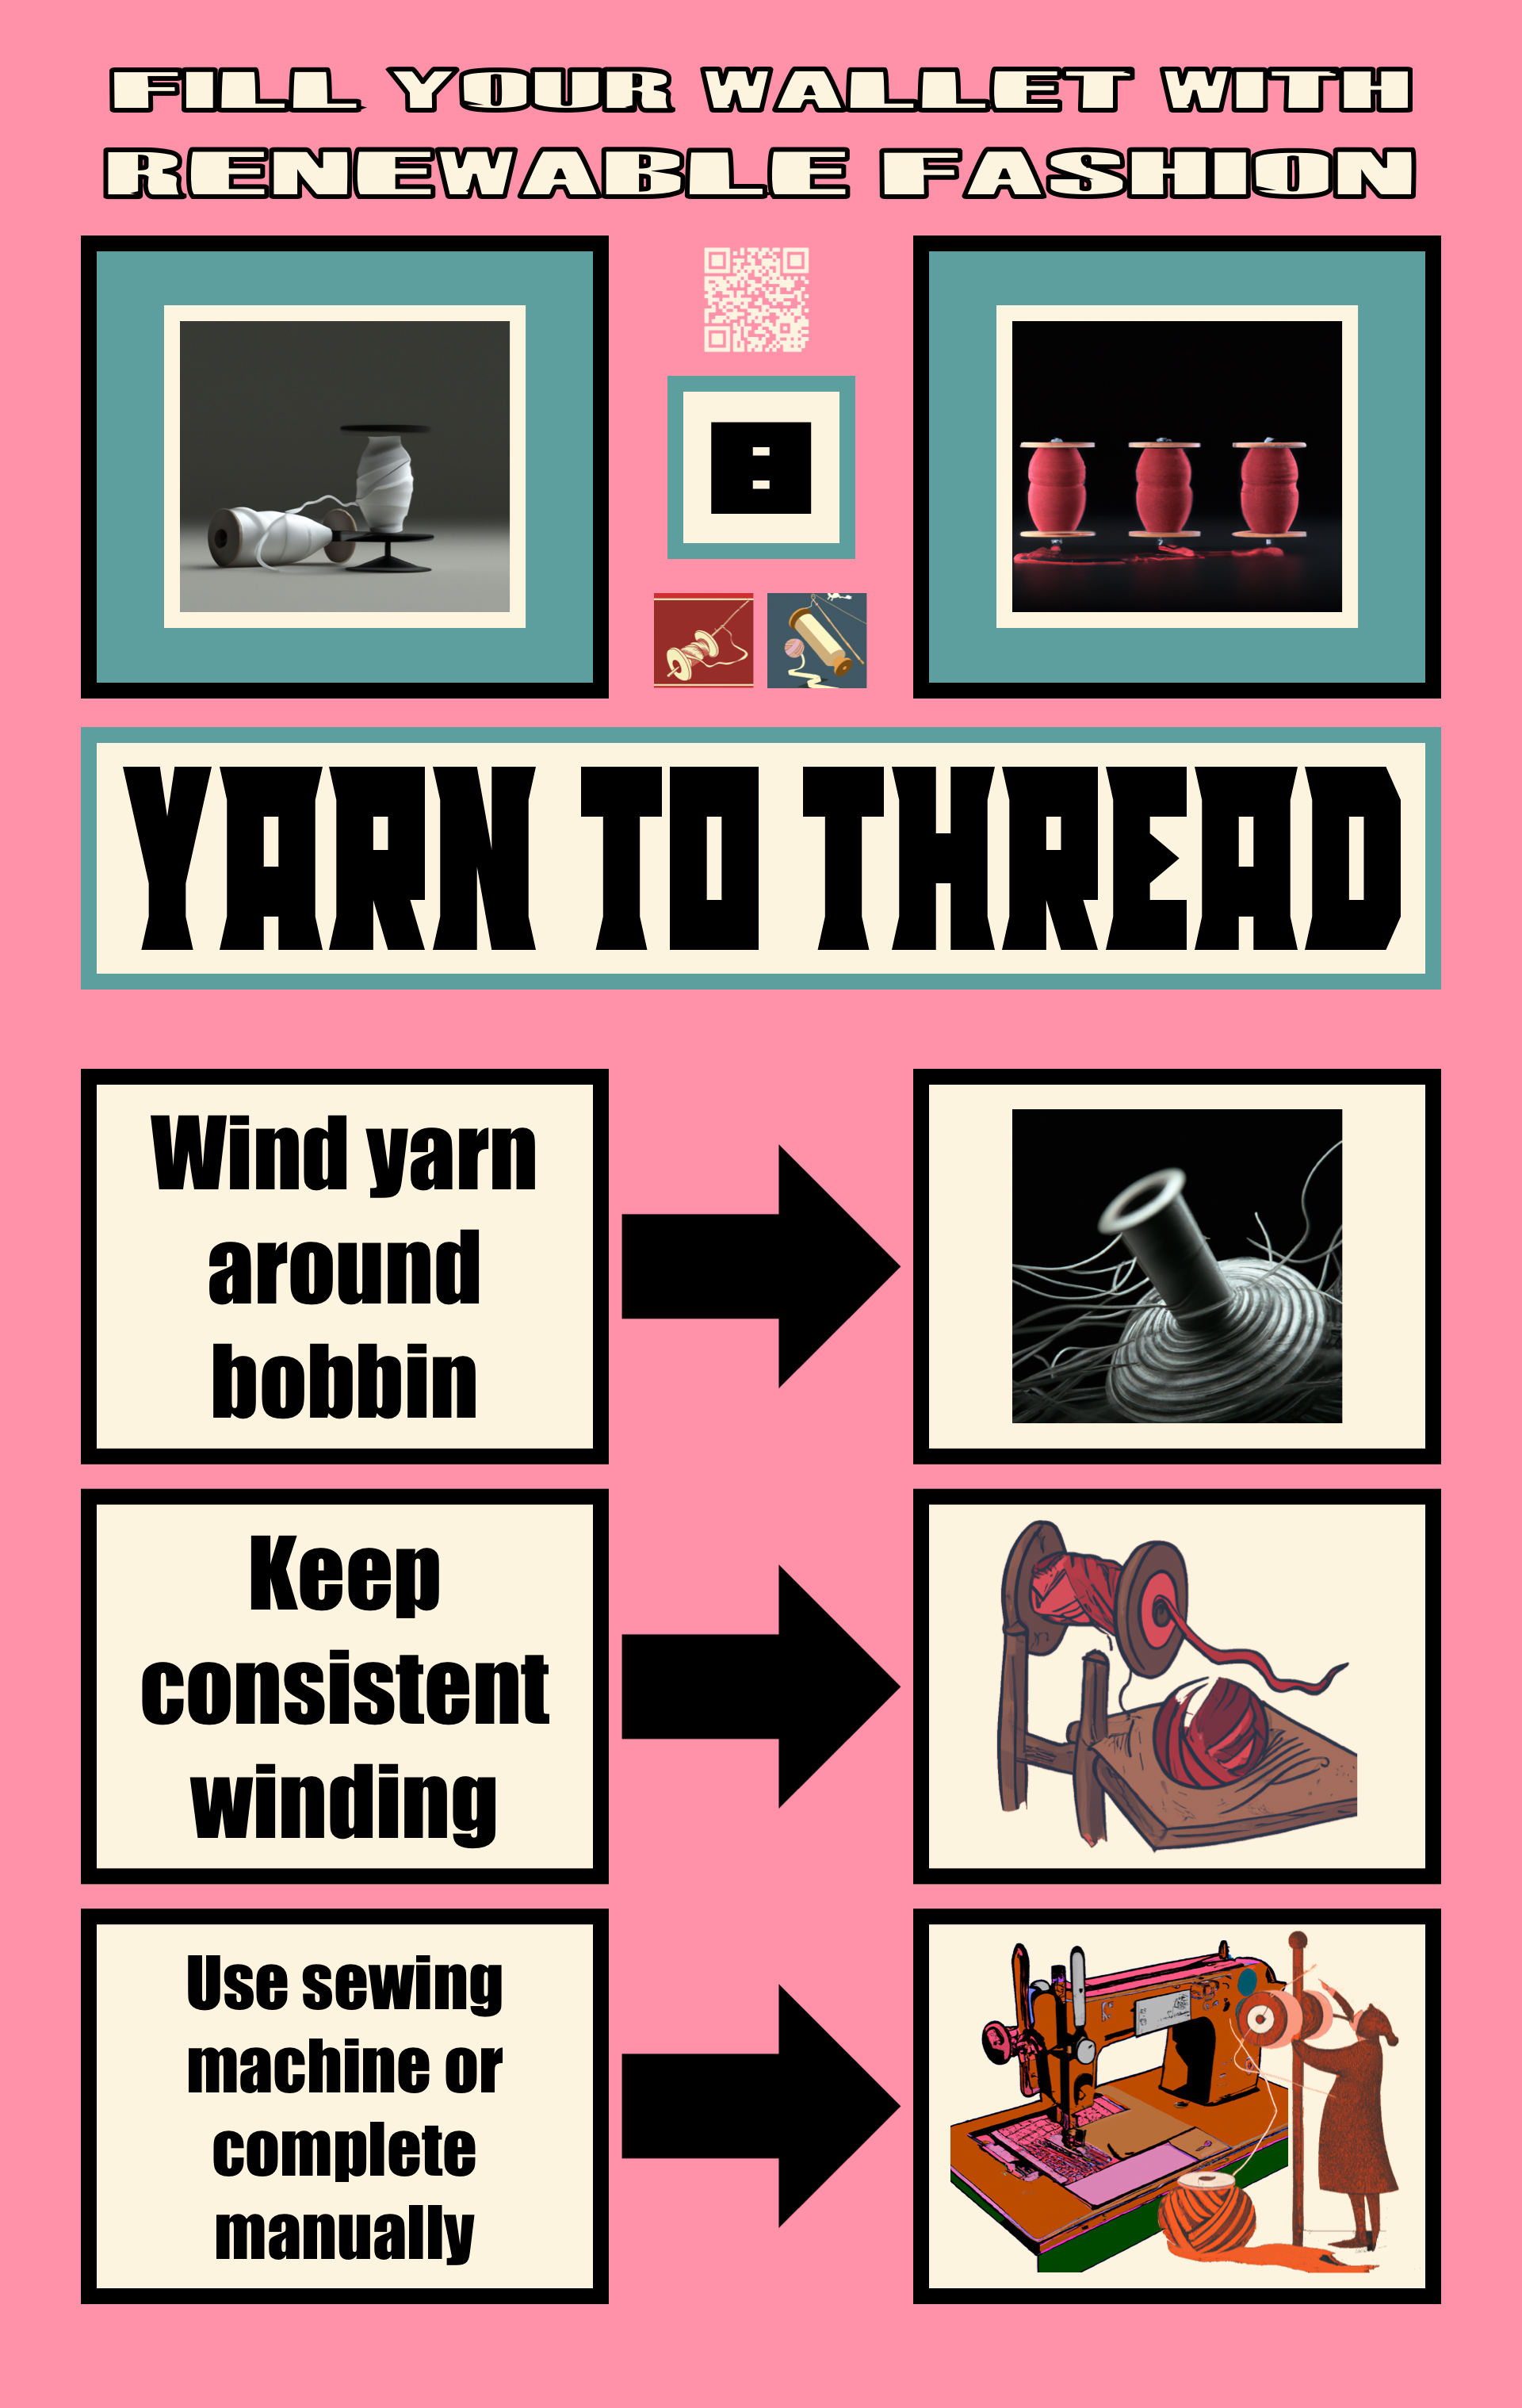 FILL YOUR WALLET WITH
RENEWABLE FASHION
8
YARN TO THREAD
Wind yarn
around
bobbin
Keep
consistent
winding
Use sewing
machine or
complete
manually